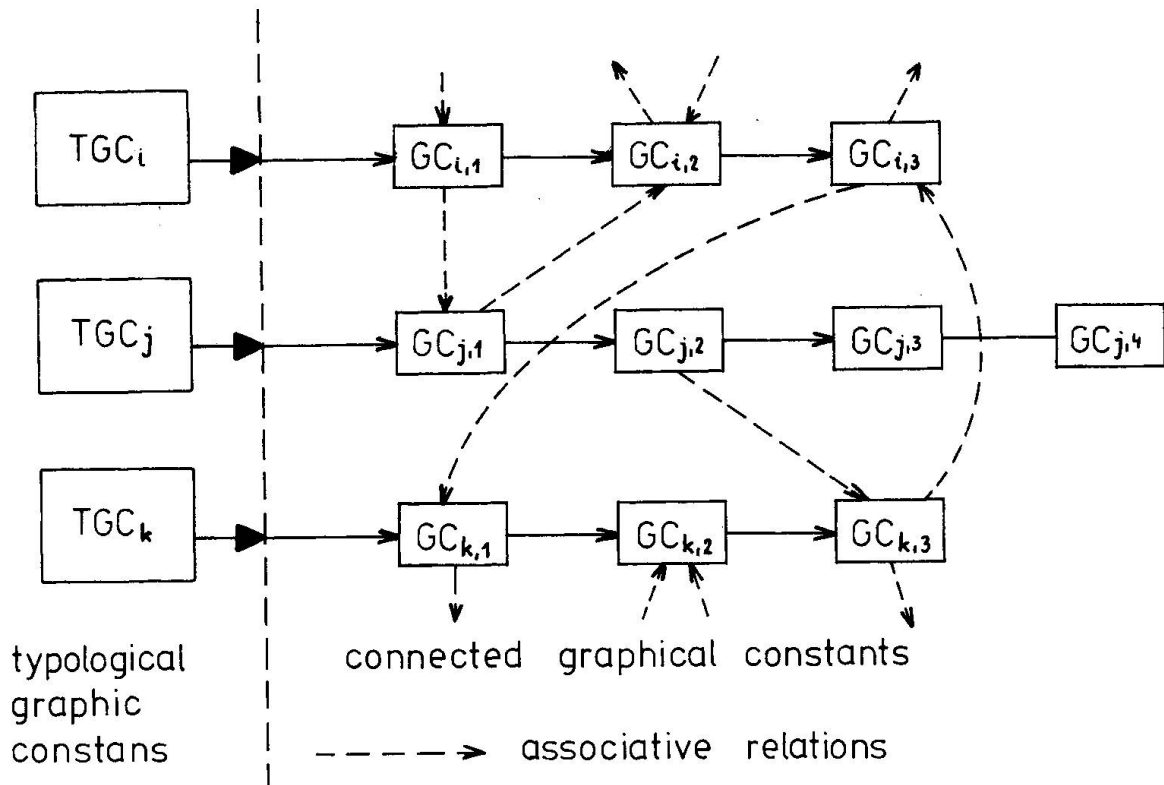 TGCi GCi,1 GCi,2 GCi,3
TGCj GCj,1 GCj,2 GCj,3 GCj,4
TGCk GCk,1 GCk,2 GCk,3
typological
graphic
constans
connected graphical constants
associative relations